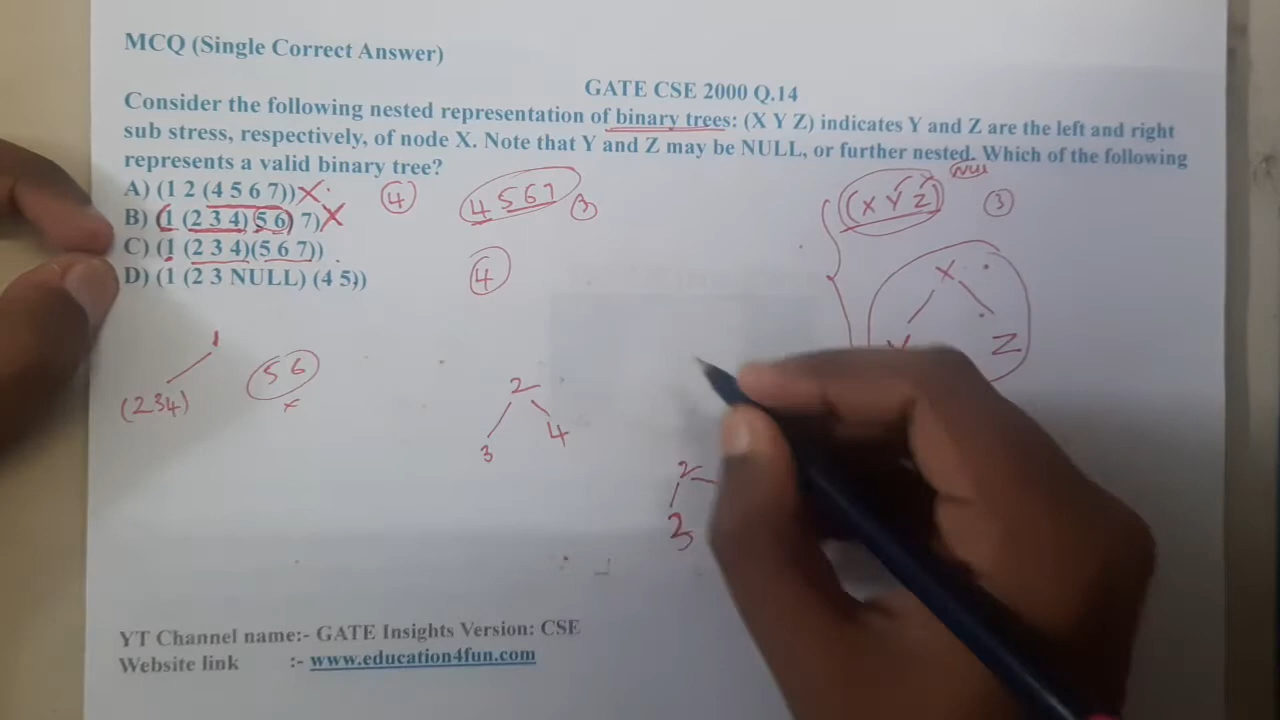 MCQ (Single Correct Answer)
GATE CSE 2000 Q.14
Consider the following nested representation of binary trees: (X Y Z) indicates Y and Z are the left and right
sub stress, respectively, of node X. Note that Y and Z may be NULL, or further nested. Which of the following
represents a valid binary tree?
A) (1 2 (4 5 6 7)) X
B) (1 (2 3 4)(5 6) 7) X
C) (1 (2 3 4)(5 6 7))
D) (1 (2 3 NULL) (4 5))
4
4 5 6 7
3
(X Y Z)
Null
3
4
X
Z
1
(2 3 4)
5 6
x
2
3 4
2
3
YT Channel name:- GATE Insights Version: CSE
Website link :- www.education4fun.com